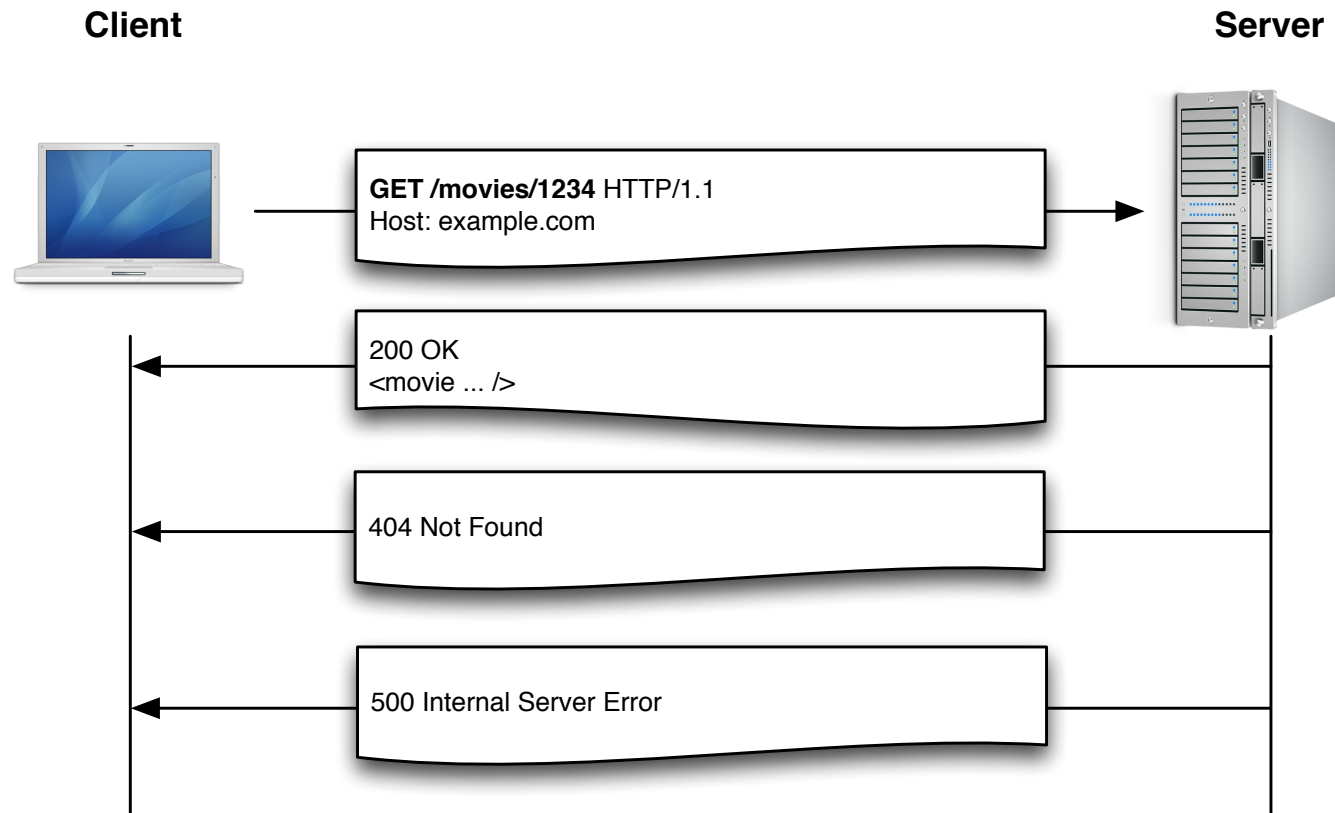 Client
Server
GET /movies/1234 HTTP/1.1
Host: example.com
200 OK
<movie ... />
404 Not Found
500 Internal Server Error